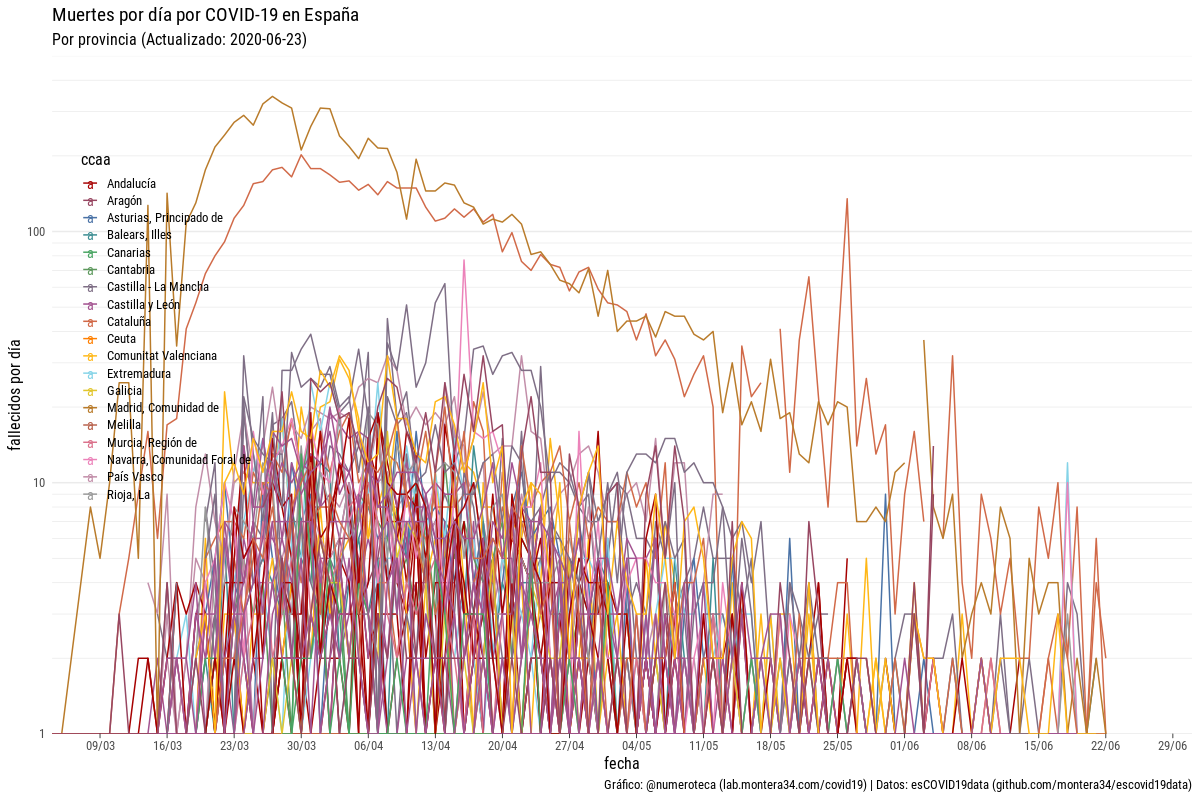 Muertes por día por COVID-19 en España
Por provincia (Actualizado: 2020-06-23)
fallecidos por día
100
10
1
ccaa
Andalucía
Aragón
Asturias, Principado de
Balears, Illes
Canarias
Cantabria
Castilla - La Mancha
Castilla y León
Cataluña
Ceuta
Comunitat Valenciana
Extremadura
Galicia
Madrid, Comunidad de
Melilla
Murcia, Región de
Navarra, Comunidad Foral de
País Vasco
Rioja, La
09/03 16/03 23/03 30/03 06/04 13/04 20/04 27/04 04/05 11/05 18/05 25/05 01/06 08/06 15/06 22/06 29/06
fecha
Gráfico: @numeroteca (lab.montera34.com/covid19) | Datos: esCOVID19data (github.com/montera34/escovid19data)